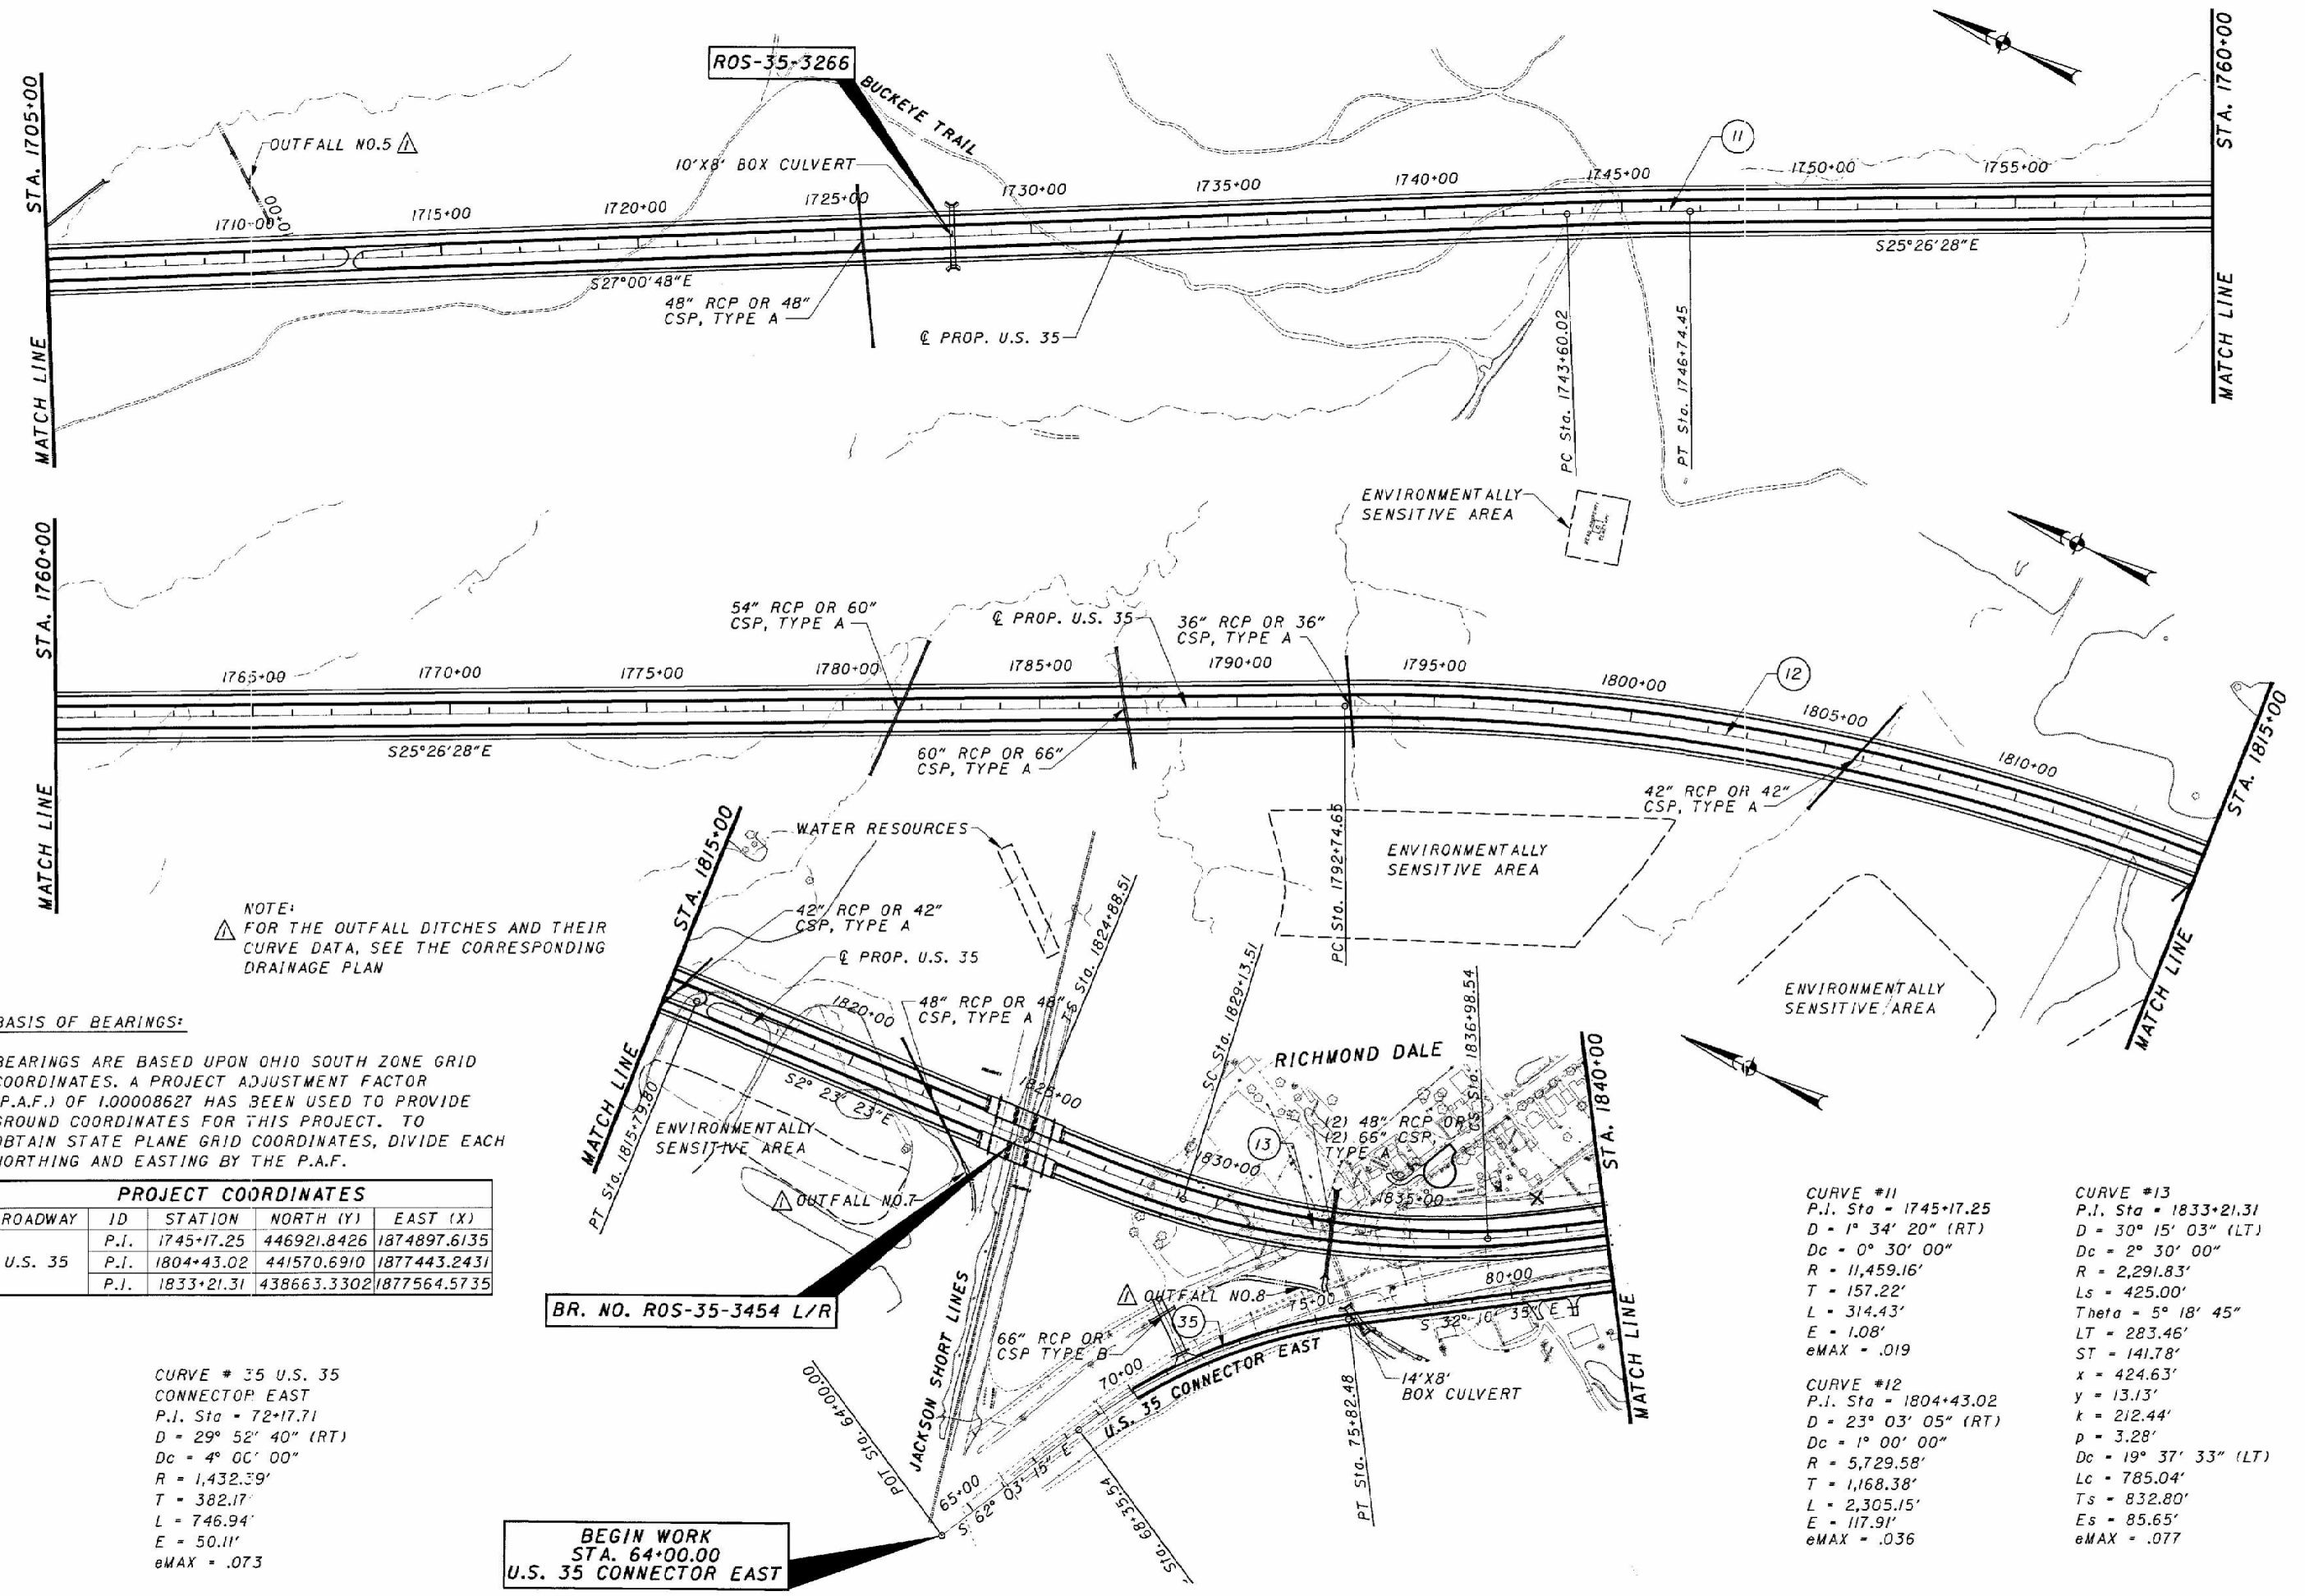 STA. 1705+00
MATCH LINE
ROS-35-3266
BUCKEYE TRAIL
OUTFALL NO.5
10'X8' BOX CULVERT
11
1710+00
1715+00
1720+00
1725+00
1730+00
1735+00
1740+00
1745+00
1750+00
1755+00
S27°00'48"E
S25°26'28"E
48" RCP OR 48"
CSP, TYPE A
℄ PROP. U.S. 35
PC Sta. 1743+60.02
PT Sta. 1746+74.45
STA. 1760+00
MATCH LINE
ENVIRONMENTALLY
SENSITIVE AREA
STA. 1760+00
MATCH LINE
54" RCP OR 60"
CSP, TYPE A
℄ PROP. U.S. 35
36" RCP OR 36"
CSP, TYPE A
1765+00
1770+00
1775+00
1780+00
1785+00
1790+00
1795+00
1800+00
1805+00
1810+00
12
S25°26'28"E
60" RCP OR 66"
CSP, TYPE A
42" RCP OR 42"
CSP, TYPE A
PC Sta. 1792+74.65
ENVIRONMENTALLY
SENSITIVE AREA
ENVIRONMENTALLY
SENSITIVE AREA
STA. 1815+00
MATCH LINE
NOTE:
FOR THE OUTFALL DITCHES AND THEIR
CURVE DATA, SEE THE CORRESPONDING
DRAINAGE PLAN
STA. 1815+00
MATCH LINE
WATER RESOURCES
42" RCP OR 42"
CSP, TYPE A
℄ PROP. U.S. 35
48" RCP OR 48"
CSP, TYPE A
TS Sta. 1824+88.51
SC Sta. 1829+13.51
CS Sta. 1836+98.54
PT Sta. 1815+79.80
1820+00
1825+00
1830+00
1835+00
S2° 23' 23"E
ENVIRONMENTALLY
SENSITIVE AREA
OUTFALL NO.7
RICHMOND DALE
13
(2) 48" RCP OR
(2) 66" CSP,
TYPE A
STA. 1840+00
MATCH LINE
BR. NO. ROS-35-3454 L/R
JACKSON SHORT LINES
OUTFALL NO.8
35
66" RCP OR
CSP TYPE B
65+00
70+00
75+00
80+00
S 32° 10' 35" E
U.S. 35 CONNECTOR EAST
14'X8'
BOX CULVERT
PT Sta. 75+82.48
Sta. 68+35.54
S 62° 03' 15" E
POT Sta. 64+00.00
BEGIN WORK
STA. 64+00.00
U.S. 35 CONNECTOR EAST
BASIS OF BEARINGS:
BEARINGS ARE BASED UPON OHIO SOUTH ZONE GRID
COORDINATES. A PROJECT ADJUSTMENT FACTOR
(P.A.F.) OF 1.00008627 HAS BEEN USED TO PROVIDE
GROUND COORDINATES FOR THIS PROJECT. TO
OBTAIN STATE PLANE GRID COORDINATES, DIVIDE EACH
NORTHING AND EASTING BY THE P.A.F.
PROJECT COORDINATES
ROADWAY ID STATION NORTH (Y) EAST (X)
U.S. 35
P.I. 1745+17.25 446921.8426 1874897.6135
P.I. 1804+43.02 441570.6910 1877443.2431
P.I. 1833+21.31 438663.3302 1877564.5735
CURVE # 35 U.S. 35
CONNECTOR EAST
P.I. Sta = 72+17.71
D = 29° 52' 40" (RT)
Dc = 4° 00' 00"
R = 1,432.39'
T = 382.17'
L = 746.94'
E = 50.11'
eMAX = .073
CURVE #11
P.I. Sta = 1745+17.25
D = 1° 34' 20" (RT)
Dc = 0° 30' 00"
R = 11,459.16'
T = 157.22'
L = 314.43'
E = 1.08'
eMAX = .019
CURVE #12
P.I. Sta = 1804+43.02
D = 23° 03' 05" (RT)
Dc = 1° 00' 00"
R = 5,729.58'
T = 1,168.38'
L = 2,305.15'
E = 117.91'
eMAX = .036
CURVE #13
P.I. Sta = 1833+21.31
D = 30° 15' 03" (LT)
Dc = 2° 30' 00"
R = 2,291.83'
Ls = 425.00'
Theta = 5° 18' 45"
LT = 283.46'
ST = 141.78'
x = 424.63'
y = 13.13'
k = 212.44'
p = 3.28'
Dc = 19° 37' 33" (LT)
Lc = 785.04'
Ts = 832.80'
Es = 85.65'
eMAX = .077